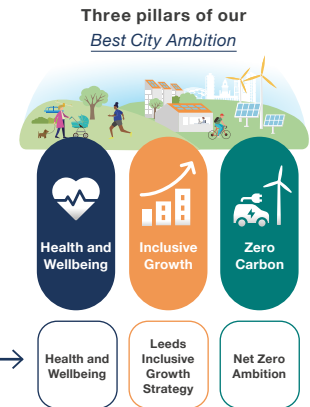 Three pillars of our
Best City Ambition
Health and
Wellbeing
Inclusive
Growth
Zero
Carbon
Health and
Wellbeing
Leeds
Inclusive
Growth
Strategy
Net Zero
Ambition